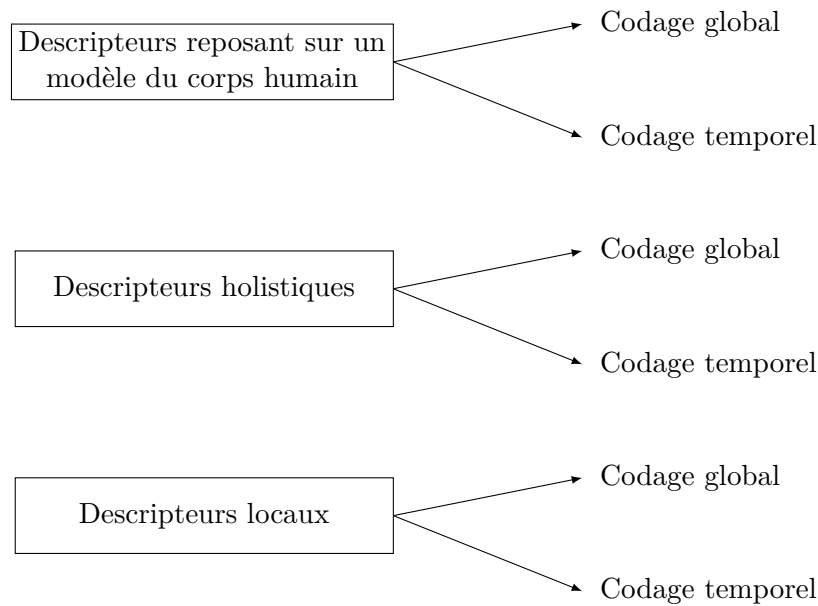 Descripteurs reposant sur un
modèle du corps humain
Codage global
Codage temporel
Descripteurs holistiques
Codage global
Codage temporel
Descripteurs locaux
Codage global
Codage temporel